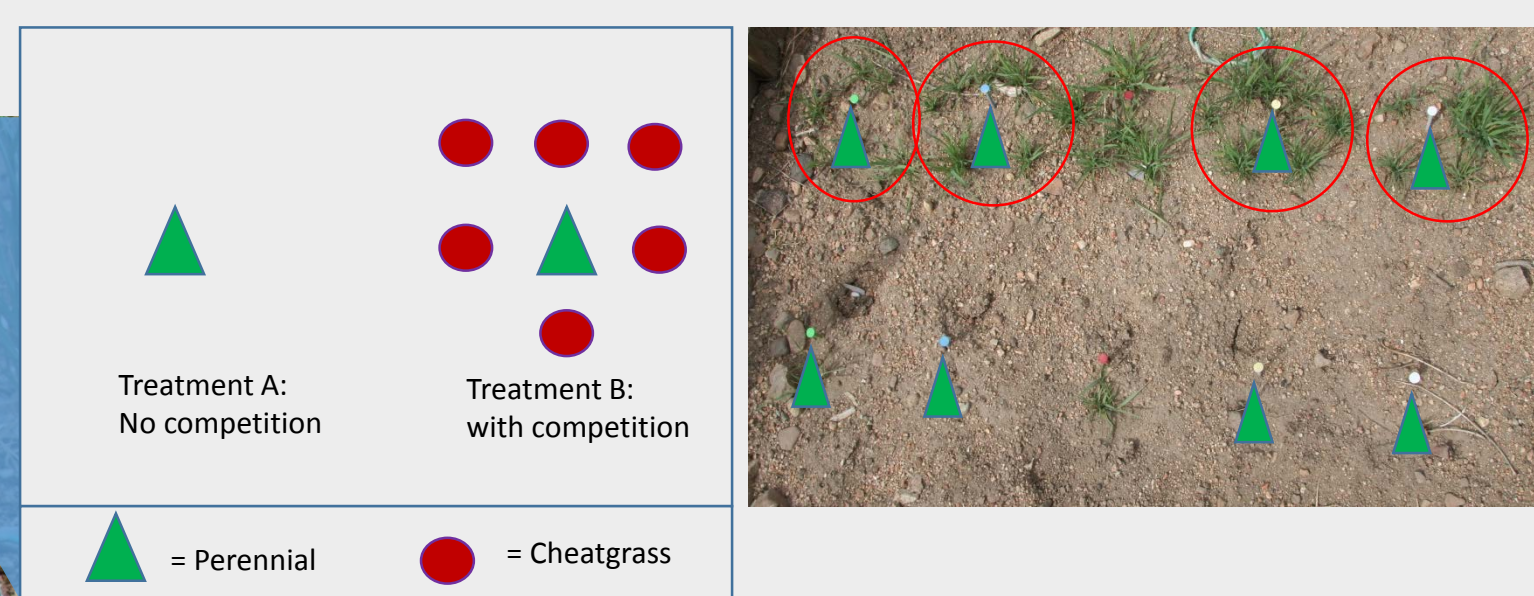 Treatment A:
No competition
Treatment B:
with competition
= Perennial
= Cheatgrass